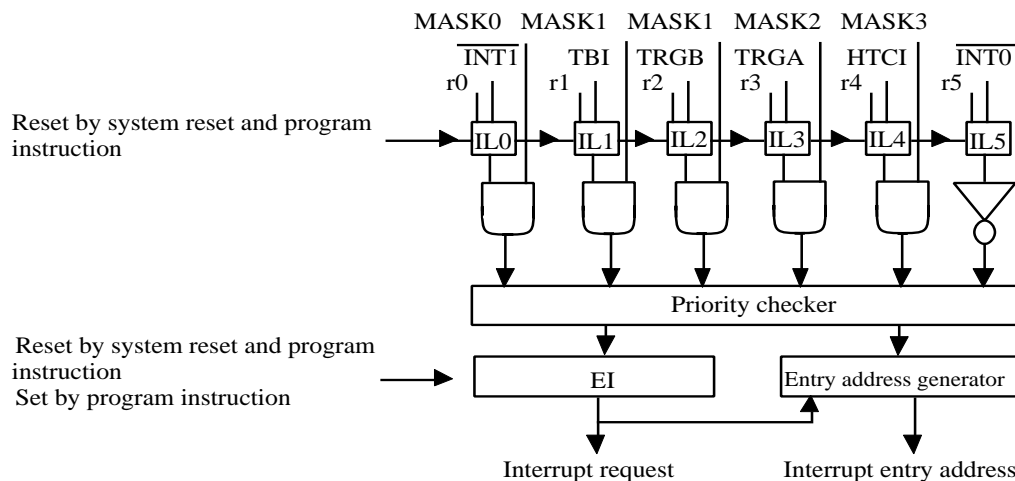 MASK0 MASK1 MASK1 MASK2 MASK3
INT1 TBI TRGB TRGA HTCI INT0
r0 r1 r2 r3 r4 r5
Reset by system reset and program
instruction
IL0 IL1 IL2 IL3 IL4 IL5
Priority checker
Reset by system reset and program
instruction
Set by program instruction
EI
Entry address generator
Interrupt request
Interrupt entry address